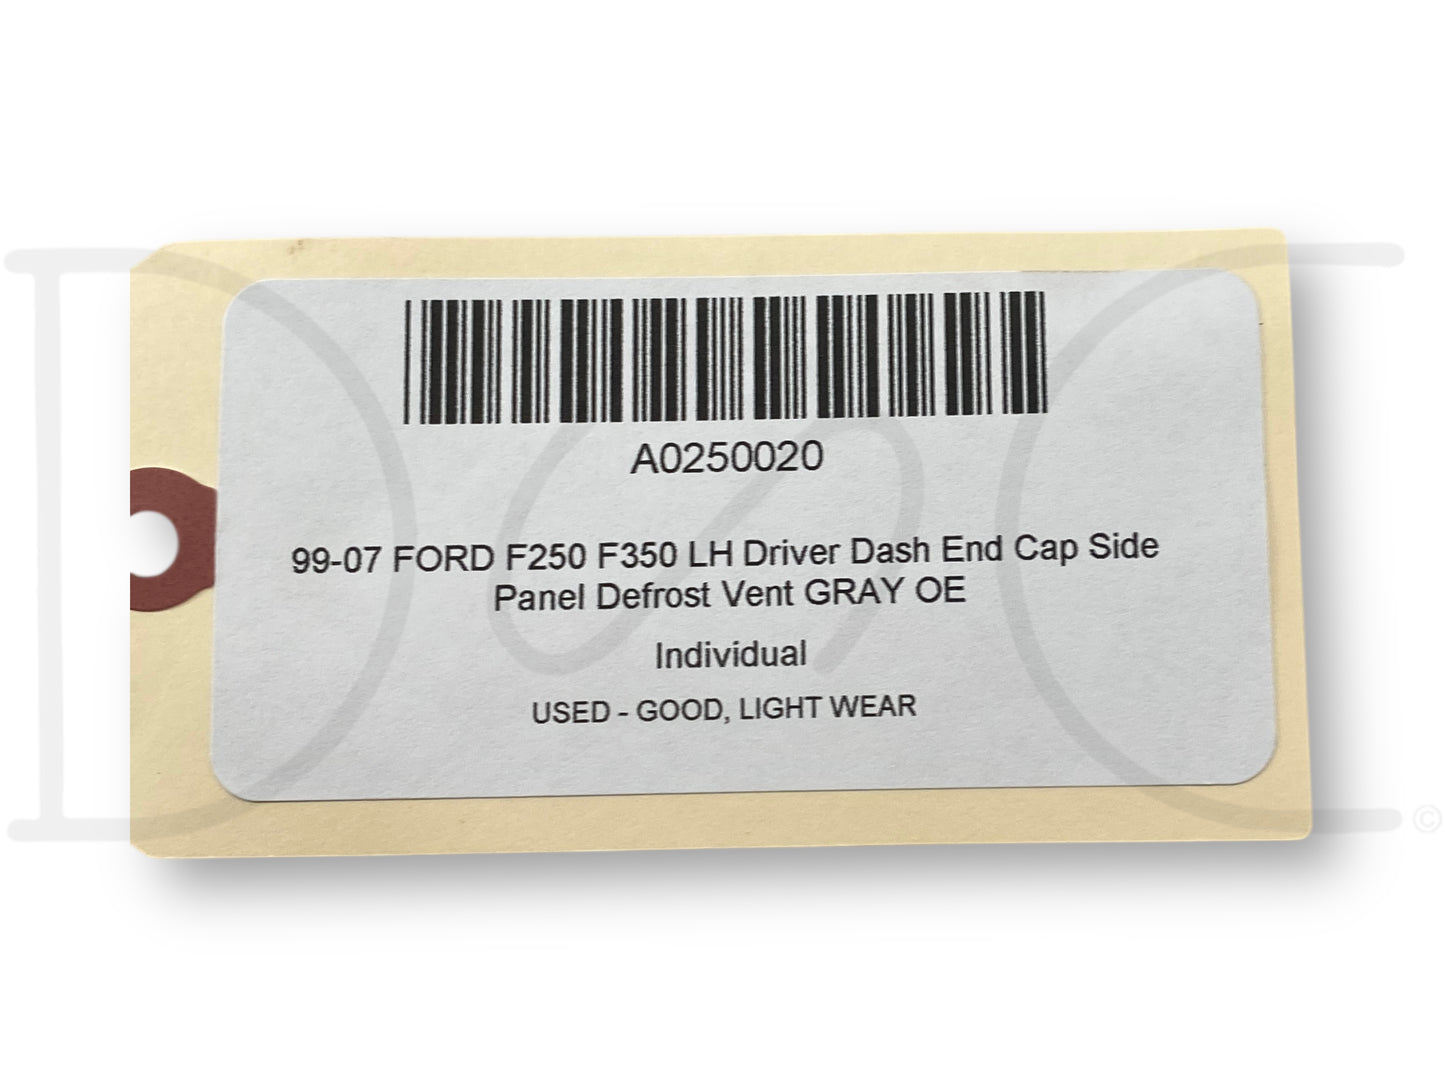 A0250020
99-07 FORD F250 F350 LH Driver Dash End Cap Side
Panel Defrost Vent GRAY OE
Individual
USED - GOOD, LIGHT WEAR
©